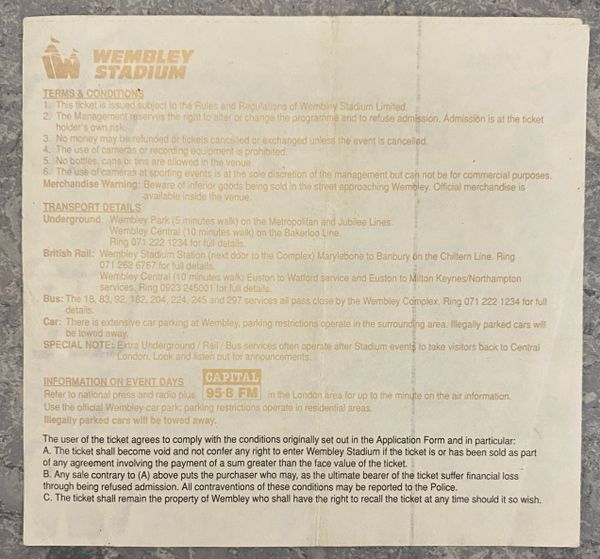 WEMBLEY
STADIUM
TERMS & CONDITIONS
1. This ticket is issued subject to the Rules and Regulations of Wembley Stadium Limited.
2. The Management reserves the right to alter or change the programme and to refuse admission. Admission is at the ticket
holder's own risk.
3. No money may be refunded or tickets cancelled or exchanged unless the event is cancelled.
4. The use of cameras or recording equipment is prohibited.
5. No bottles, cans or tins are allowed in the venue
6. The use of cameras at sporting events is at the sole discretion of the management but can not be for commercial purposes.
Merchandise Warning: Beware of inferior goods being sold in the street approaching Wembley. Official merchandise is
available inside the venue.
TRANSPORT DETAILS
Underground. Wembley Park (5 minutes walk) on the Metropolitan and Jubilee Lines.
Wembley Central (10 minutes walk) on the Bakerloo Line.
Ring 071 222 1234 for full details.
British Rail: Wembley Stadium Station (next door to the Complex) Marylebone to Banbury on the Chiltern Line. Ring
071 262 6767 for full details.
Wembley Central (10 minutes walk) Euston to Watford service and Euston to Milton Keynes/Northampton
services. Ring 0923 245001 for full details.
Bus: The 18, 83, 92, 182, 204, 224, 245 and 297 services all pass close by the Wembley Complex. Ring 071 222 1234 for full
details.
Car: There is extensive car parking at Wembley, parking restrictions operate in the surrounding area. Illegally parked cars will
be towed away.
SPECIAL NOTE: Extra Underground / Rail / Bus services often operate after Stadium events to take visitors back to Central
London. Look and listen out for announcements.
INFORMATION ON EVENT DAYS
CAPITAL
95·8 FM
Refer to national press and radio plus in the London area for up to the minute on the air information.
Use the official Wembley car park: parking restrictions operate in residential areas.
Illegally parked cars will be towed away.
The user of the ticket agrees to comply with the conditions originally set out in the Application Form and in particular:
A. The ticket shall become void and not confer any right to enter Wembley Stadium if the ticket is or has been sold as part
of any agreement involving the payment of a sum greater than the face value of the ticket.
B. Any sale contrary to (A) above puts the purchaser who may, as the ultimate bearer of the ticket suffer financial loss
through being refused admission. All contraventions of these conditions may be reported to the Police.
C. The ticket shall remain the property of Wembley who shall have the right to recall the ticket at any time should it so wish.